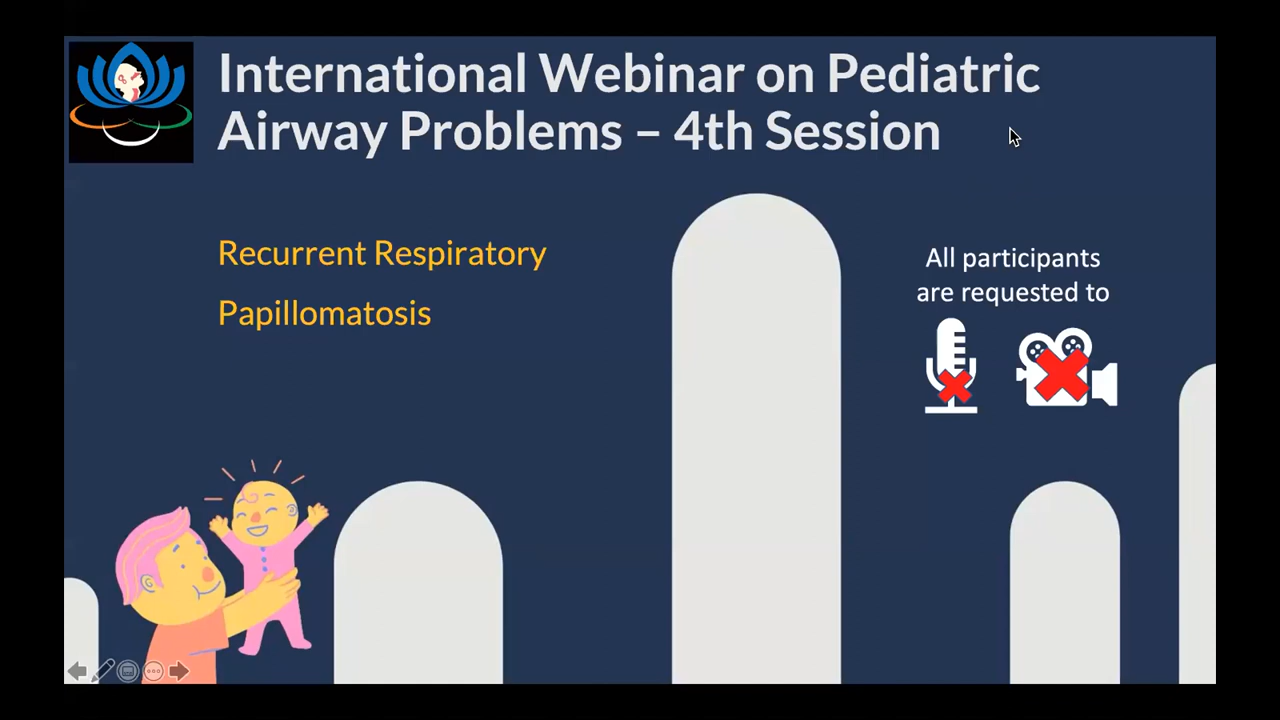 International Webinar on Pediatric
Airway Problems – 4th Session
Recurrent Respiratory
Papillomatosis
All participants
are requested to